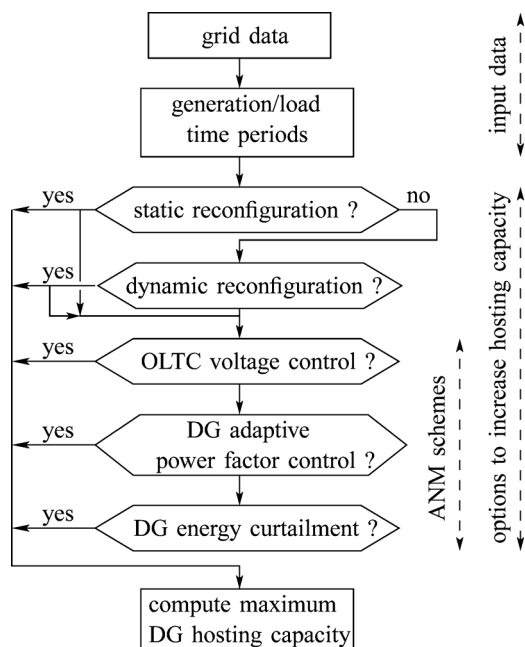 grid data
generation/load
time periods
input data
yes
static reconfiguration ?
no
yes
dynamic reconfiguration ?
yes
OLTC voltage control ?
yes
DG adaptive
power factor control ?
yes
DG energy curtailment ?
ANM schemes
options to increase hosting capacity
compute maximum
DG hosting capacity